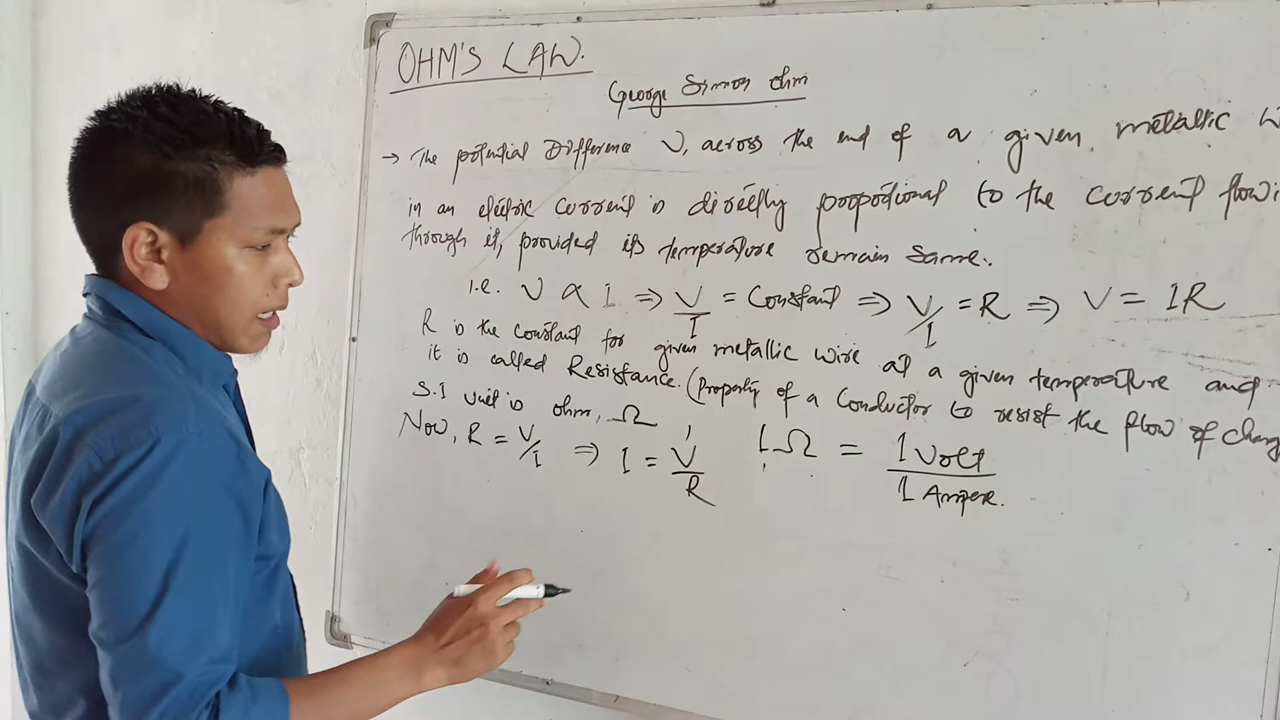 OHM'S LAW.
George Simon Ohm
→ The potential Difference V, across the end of a given metallic
in an electric current is directly proportional to the current flowi
through it, provided its temperature remain same.
i.e. V ∝ I ⇒ V/I = Constant ⇒ V/I = R ⇒ V = IR
R is the constant for given metallic wire at a given temperature and
it is called Resistance. (Property of a Conductor to resist the flow of charg
S.I unit is ohm, Ω
Now, R = V/I ⇒ I = V/R 1 Ω = 1 Volt / 1 Amper.